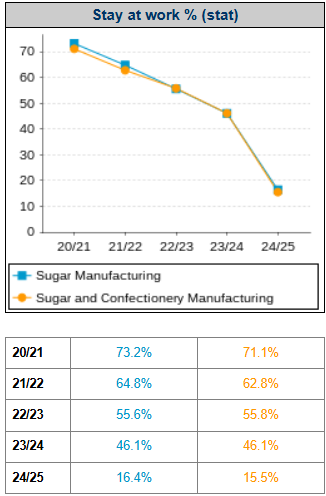 Stay at work % (stat)
70
60
50
40
30
20
10
0
20/21 21/22 22/23 23/24 24/25
Sugar Manufacturing
Sugar and Confectionery Manufacturing
20/21 73.2% 71.1%
21/22 64.8% 62.8%
22/23 55.6% 55.8%
23/24 46.1% 46.1%
24/25 16.4% 15.5%